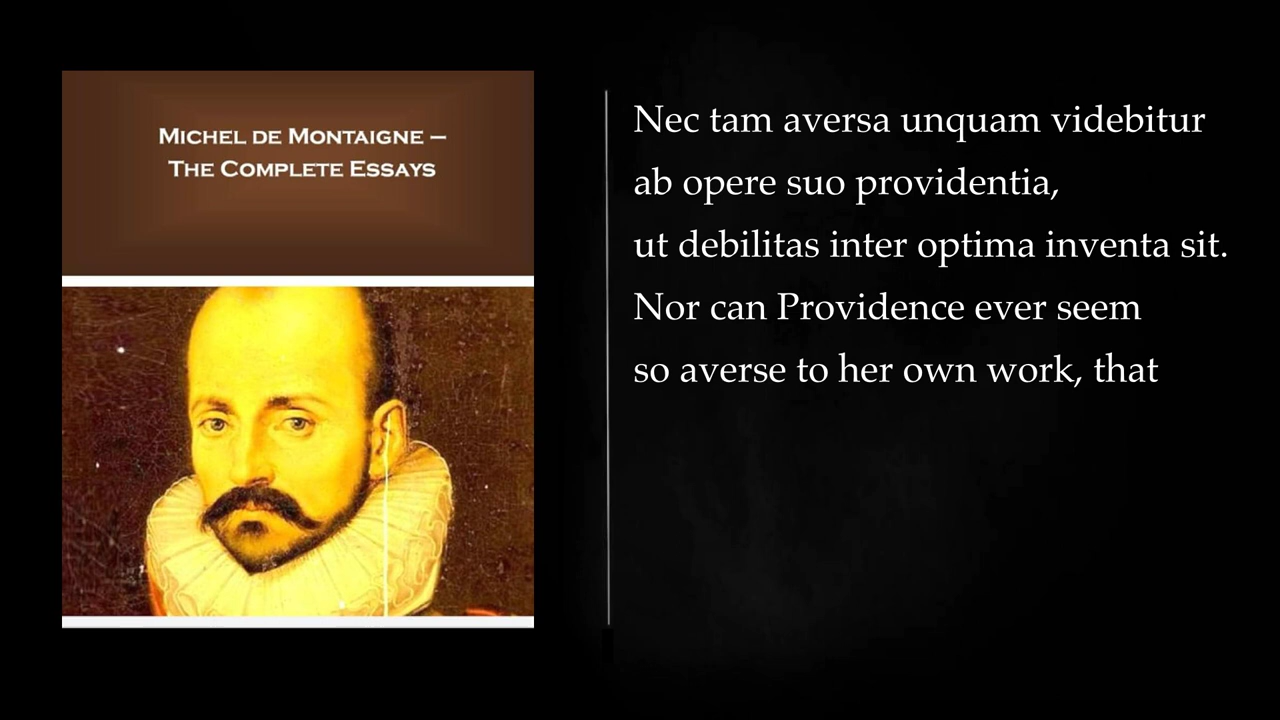 MICHEL DE MONTAIGNE –
THE COMPLETE ESSAYS
Nec tam aversa unquam videbitur
ab opere suo providentia,
ut debilitas inter optima inventa sit.
Nor can Providence ever seem
so averse to her own work, that